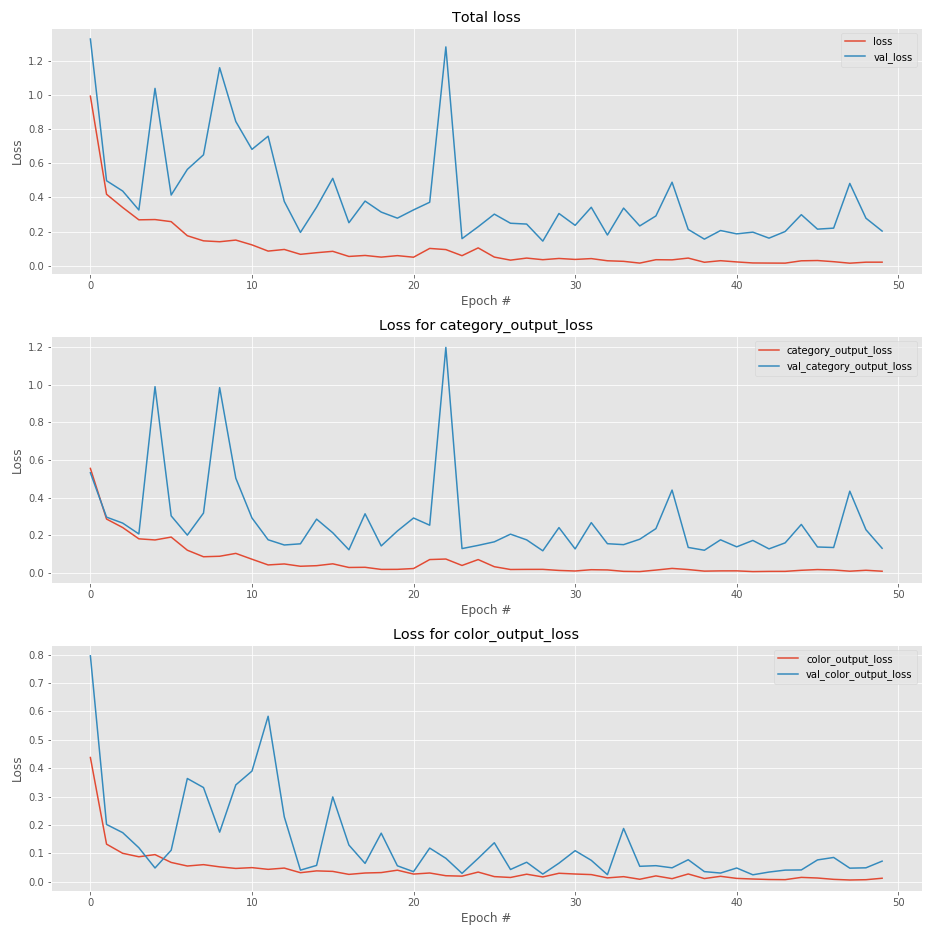 Total loss
loss
val_loss
1.2
1.0
0.8
0.6
0.4
0.2
0.0
Loss
0 10 20 30 40 50
Epoch #
Loss for category_output_loss
category_output_loss
val_category_output_loss
1.2
1.0
0.8
0.6
0.4
0.2
0.0
Loss
0 10 20 30 40 50
Epoch #
Loss for color_output_loss
color_output_loss
val_color_output_loss
0.8
0.7
0.6
0.5
0.4
0.3
0.2
0.1
0.0
Loss
0 10 20 30 40 50
Epoch #